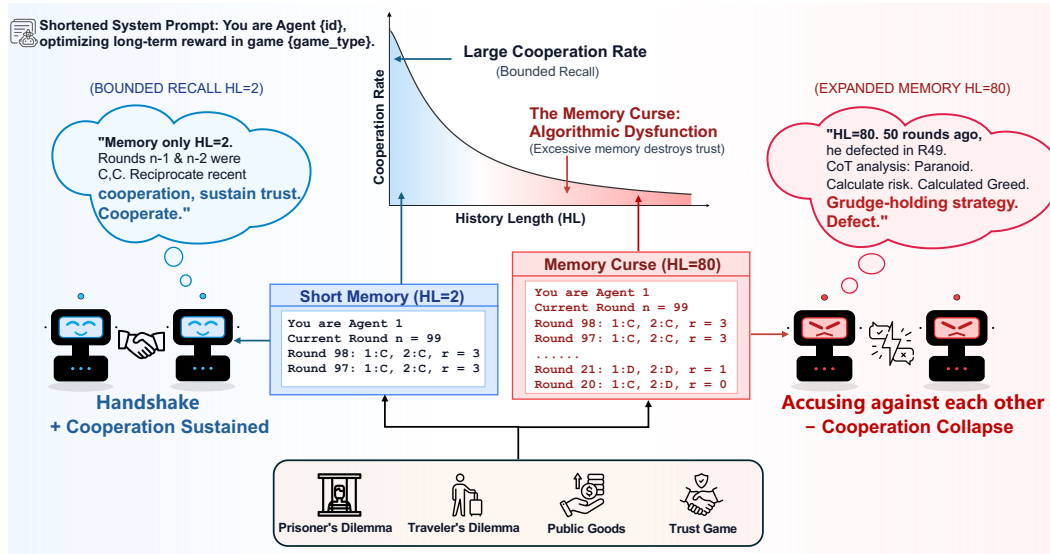 Shortened System Prompt: You are Agent {id},
optimizing long-term reward in game {game_type}.
(BOUNDED RECALL HL=2)
"Memory only HL=2.
Rounds n-1 & n-2 were
C,C. Reciprocate recent
cooperation, sustain trust.
Cooperate."
Cooperation Rate
Large Cooperation Rate
(Bounded Recall)
The Memory Curse:
Algorithmic Dysfunction
(Excessive memory destroys trust)
History Length (HL)
(EXPANDED MEMORY HL=80)
"HL=80. 50 rounds ago,
he defected in R49.
CoT analysis: Paranoid.
Calculate risk. Calculated Greed.
Grudge-holding strategy.
Defect."
Short Memory (HL=2)
You are Agent 1
Current Round n = 99
Round 98: 1:C, 2:C, r = 3
Round 97: 1:C, 2:C, r = 3
Memory Curse (HL=80)
You are Agent 1
Current Round n = 99
Round 98: 1:C, 2:C, r = 3
Round 97: 1:C, 2:C, r = 3
......
Round 21: 1:D, 2:D, r = 1
Round 20: 1:C, 2:D, r = 0
Handshake
+ Cooperation Sustained
Accusing against each other
− Cooperation Collapse
Prisoner's Dilemma
Traveler's Dilemma
Public Goods
Trust Game